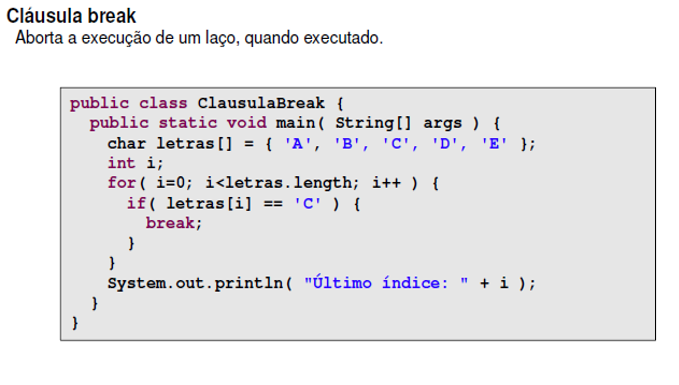 Cláusula break
Aborta a execução de um laço, quando executado.
public class ClausulaBreak {
  public static void main( String[] args ) {
    char letras[] = { 'A', 'B', 'C', 'D', 'E' };
    int i;
    for( i=0; i<letras.length; i++ ) {
      if( letras[i] == 'C' ) {
        break;
      }
    }
    System.out.println( "Último índice: " + i );
  }
}